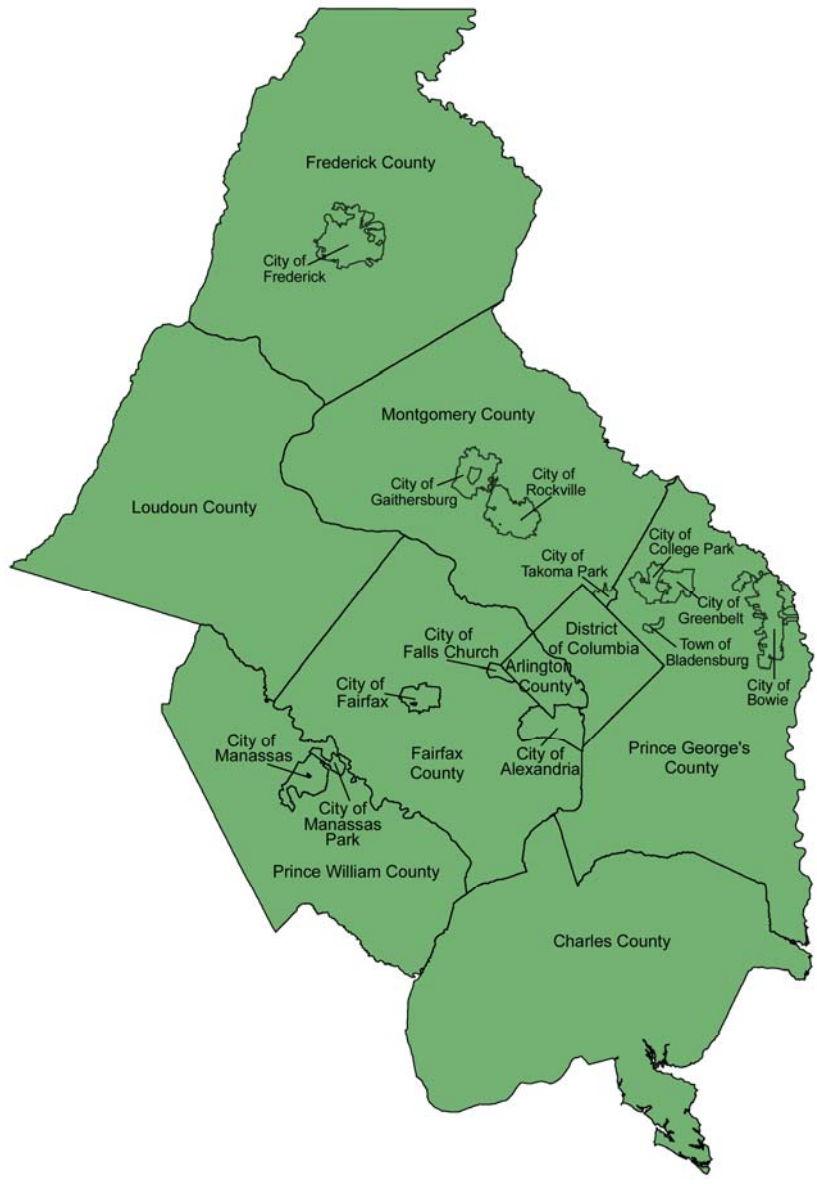 Frederick County
City of
Frederick
Montgomery County
City of
Gaithersburg
City of
Rockville
Loudoun County
City of
College Park
City of
Takoma Park
City of
Greenbelt
District
of Columbia
Town of
Bladensburg
City of
Falls Church
Arlington
County
City of
Bowie
City of
Fairfax
City of
Manassas
Fairfax
County
City of
Alexandria
Prince George's
County
City of
Manassas
Park
Prince William County
Charles County